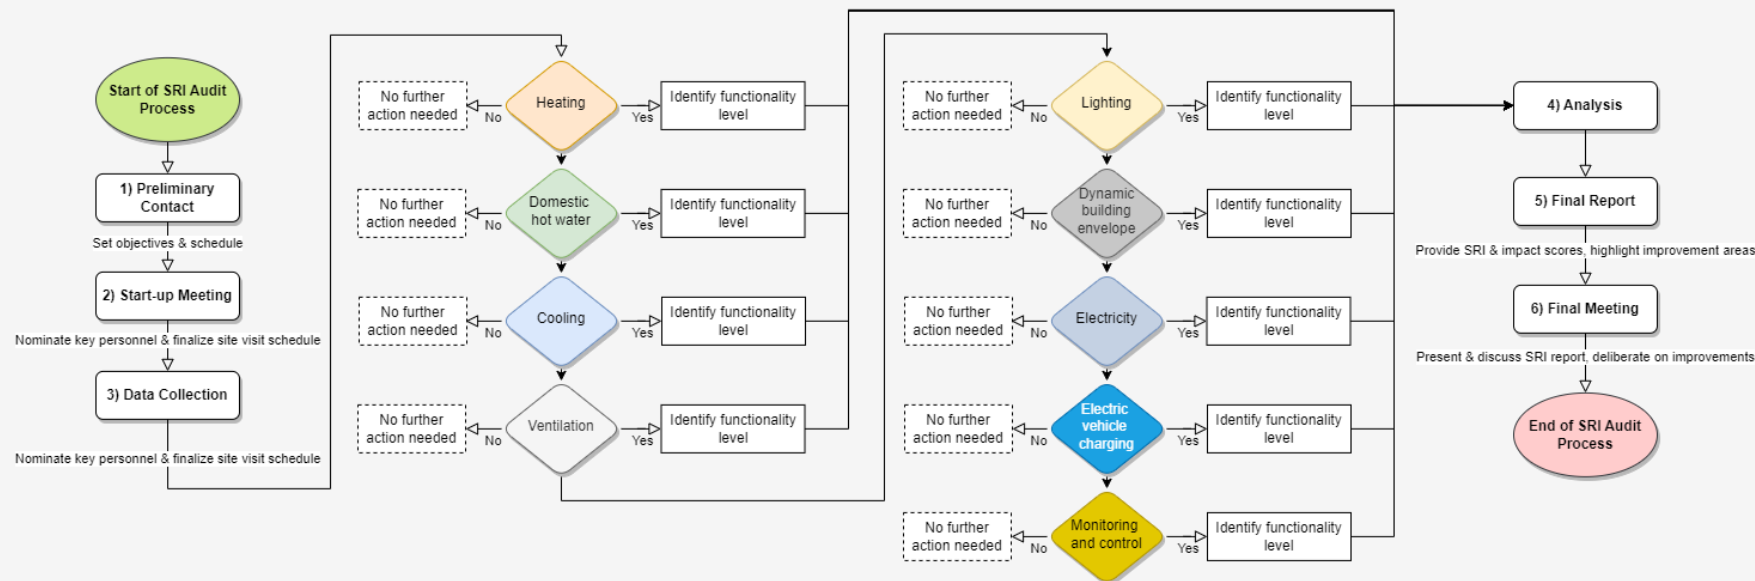 Start of SRI Audit
Process
1) Preliminary
Contact
Set objectives & schedule
2) Start-up Meeting
Nominate key personnel & finalize site visit schedule
3) Data Collection
Nominate key personnel & finalize site visit schedule
No further
action needed
No
Heating
Yes
Identify functionality
level
No further
action needed
No
Domestic
hot water
Yes
Identify functionality
level
No further
action needed
No
Cooling
Yes
Identify functionality
level
No further
action needed
No
Ventilation
Yes
Identify functionality
level
No further
action needed
No
Lighting
Yes
Identify functionality
level
No further
action needed
No
Dynamic
building
envelope
Yes
Identify functionality
level
No further
action needed
No
Electricity
Yes
Identify functionality
level
No further
action needed
No
Electric
vehicle
charging
Yes
Identify functionality
level
No further
action needed
No
Monitoring
and control
Yes
Identify functionality
level
4) Analysis
5) Final Report
Provide SRI & impact scores, highlight improvement areas
6) Final Meeting
Present & discuss SRI report, deliberate on improvements
End of SRI Audit
Process